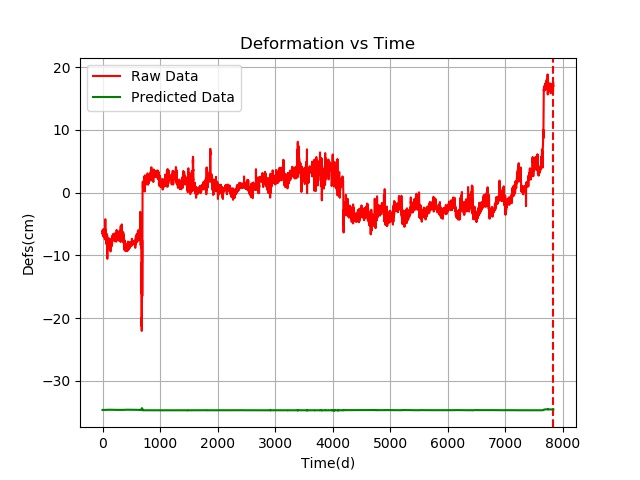 Deformation vs Time
Raw Data
Predicted Data
20
10
0
−10
−20
−30
Defs(cm)
0 1000 2000 3000 4000 5000 6000 7000 8000
Time(d)